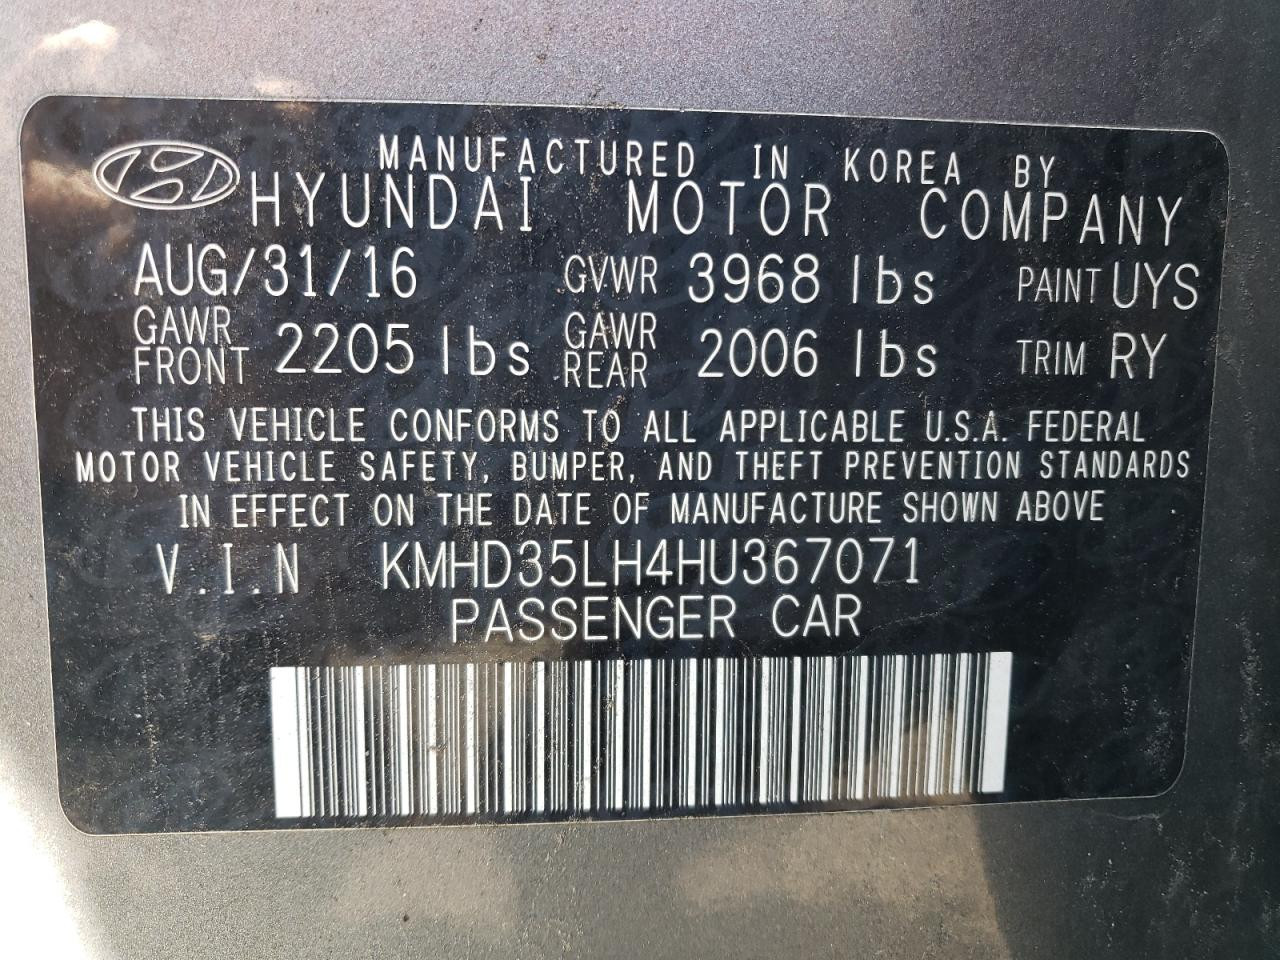 MANUFACTURED IN KOREA BY
HYUNDAI MOTOR COMPANY
AUG/31/16 GVWR 3968 lbs PAINT UYS
GAWR FRONT 2205 lbs GAWR REAR 2006 lbs TRIM RY
THIS VEHICLE CONFORMS TO ALL APPLICABLE U.S.A. FEDERAL
MOTOR VEHICLE SAFETY, BUMPER, AND THEFT PREVENTION STANDARDS
IN EFFECT ON THE DATE OF MANUFACTURE SHOWN ABOVE .
V.I.N KMHD35LH4HU367071
PASSENGER CAR